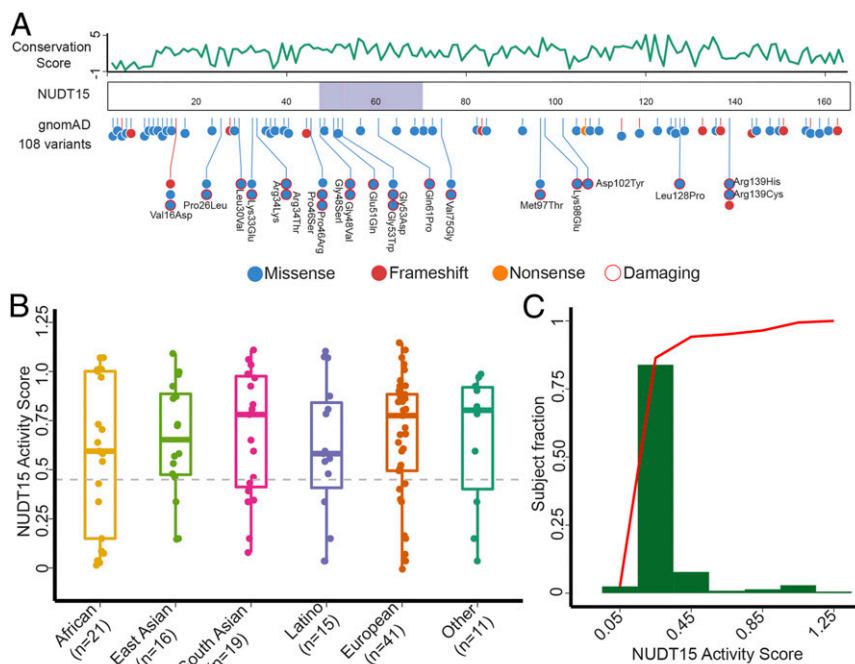 A
Conservation
Score
5
-1
NUDT15
20
40
60
80
100
120
140
160
gnomAD
108 variants
Val16Asp
Pro26Leu
Leu30Val
Lys33Glu
Arg34Lys
Arg34Thr
Pro46Ser
Pro46Arg
Gly48Serl
Gly48Val
Glu51Gln
Gly53Asp
Gly53Trp
Gln61Pro
Val75Gly
Met97Thr
Lys98Glu
Asp102Tyr
Leu128Pro
Arg139His
Arg139Cys
Missense
Frameshift
Nonsense
Damaging
B
NUDT15 Activity Score
1.25
1.0
0.75
0.5
0.25
0
African
(n=21)
East Asian
(n=16)
South Asian
(n=19)
Latino
(n=15)
European
(n=41)
Other
(n=11)
C
Subject fraction
1
0.75
0.5
0.25
0
0.05
0.45
0.85
1.25
NUDT15 Activity Score